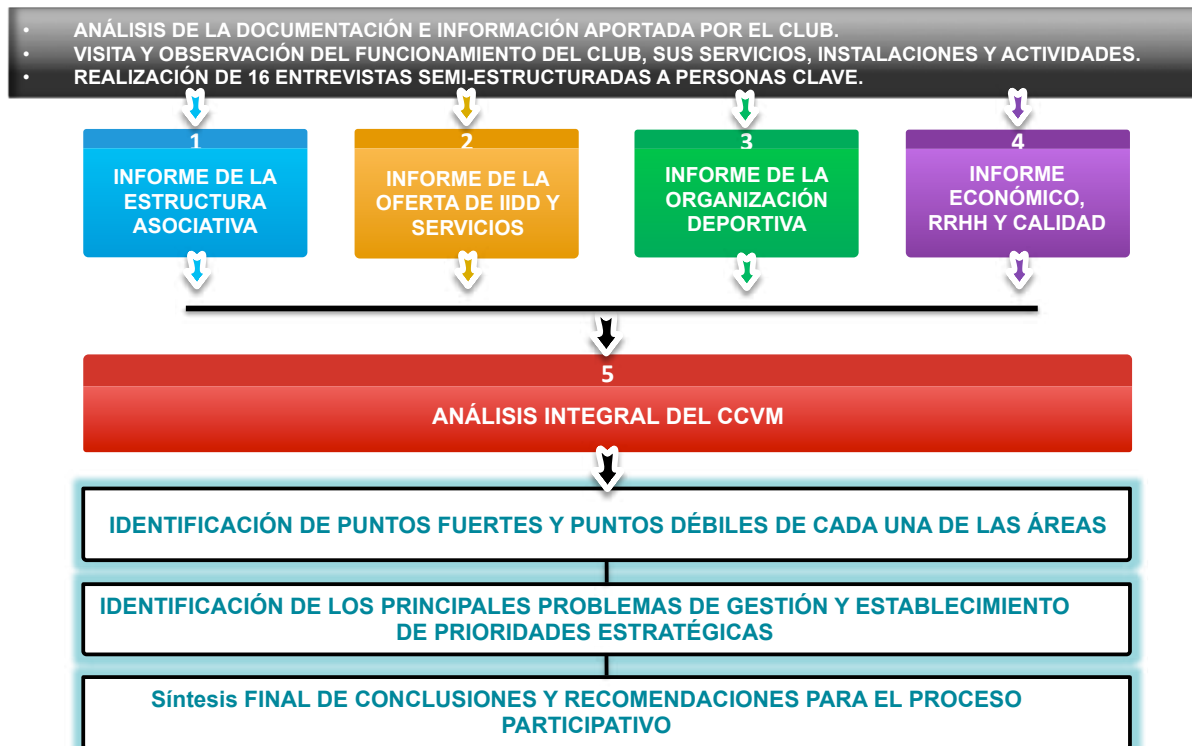 • ANÁLISIS DE LA DOCUMENTACIÓN E INFORMACIÓN APORTADA POR EL CLUB.
• VISITA Y OBSERVACIÓN DEL FUNCIONAMIENTO DEL CLUB, SUS SERVICIOS, INSTALACIONES Y ACTIVIDADES.
• REALIZACIÓN DE 16 ENTREVISTAS SEMI-ESTRUCTURADAS A PERSONAS CLAVE.
1
INFORME DE LA
ESTRUCTURA
ASOCIATIVA
2
INFORME DE LA
OFERTA DE IIDD Y
SERVICIOS
3
INFORME DE LA
ORGANIZACIÓN
DEPORTIVA
4
INFORME
ECONÓMICO,
RRHH Y CALIDAD
5
ANÁLISIS INTEGRAL DEL CCVM
IDENTIFICACIÓN DE PUNTOS FUERTES Y PUNTOS DÉBILES DE CADA UNA DE LAS ÁREAS
IDENTIFICACIÓN DE LOS PRINCIPALES PROBLEMAS DE GESTIÓN Y ESTABLECIMIENTO
DE PRIORIDADES ESTRATÉGICAS
Síntesis FINAL DE CONCLUSIONES Y RECOMENDACIONES PARA EL PROCESO
PARTICIPATIVO